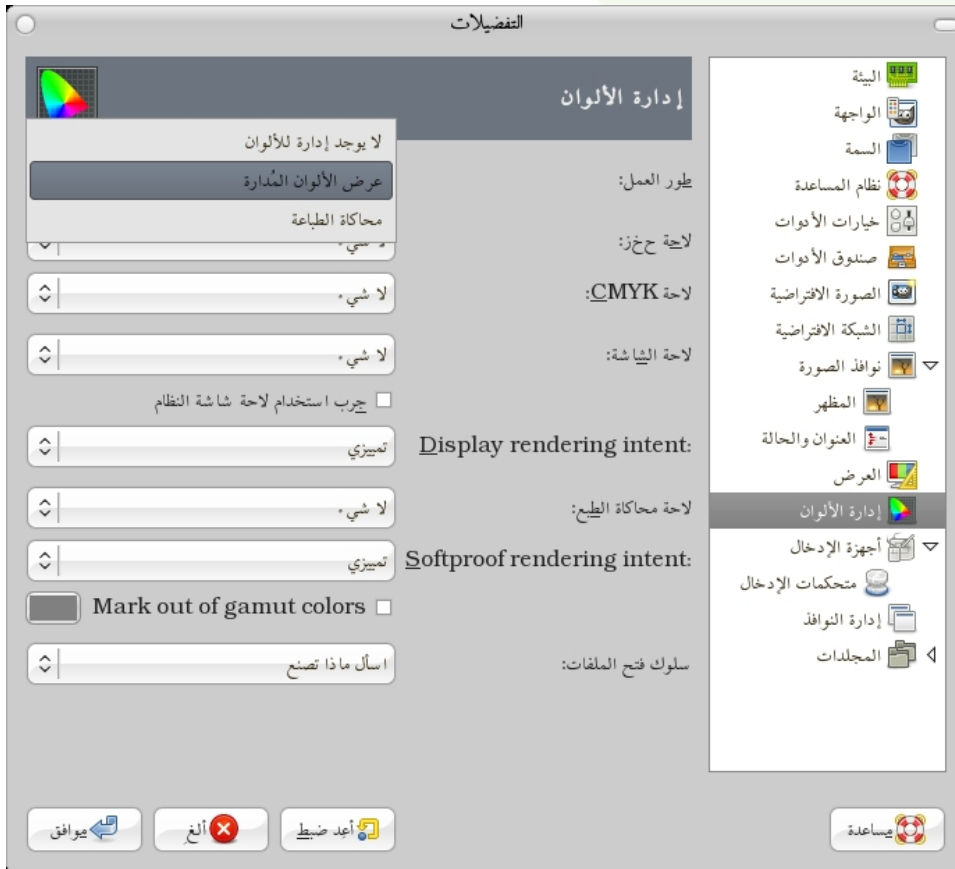 التفضيلات
إدارة الألوان
لا يوجد إدارة للألوان
عرض الألوان المُدارة
محاكاة الطباعة
طور العمل:
لاحة حخز:
لا شيء
لاحة CMYK:
لا شيء
لاحة الشاشة:
لا شيء
جرب استخدام لاحة شاشة النظام
Display rendering intent:
تمييزي
لاحة محاكاة الطبع:
لا شيء
Softproof rendering intent:
تمييزي
Mark out of gamut colors
سلوك فتح الملفات:
اسأل ماذا تصنع
البيئة
الواجهة
السمة
نظام المساعدة
خيارات الأدوات
صندوق الأدوات
الصورة الافتراضية
الشبكة الافتراضية
نوافذ الصورة
المظهر
العنوان والحالة
العرض
إدارة الألوان
أجهزة الإدخال
متحكمات الإدخال
إدارة النوافذ
المجلدات
مساعدة
أعِد ضبط
ألغِ
موافق